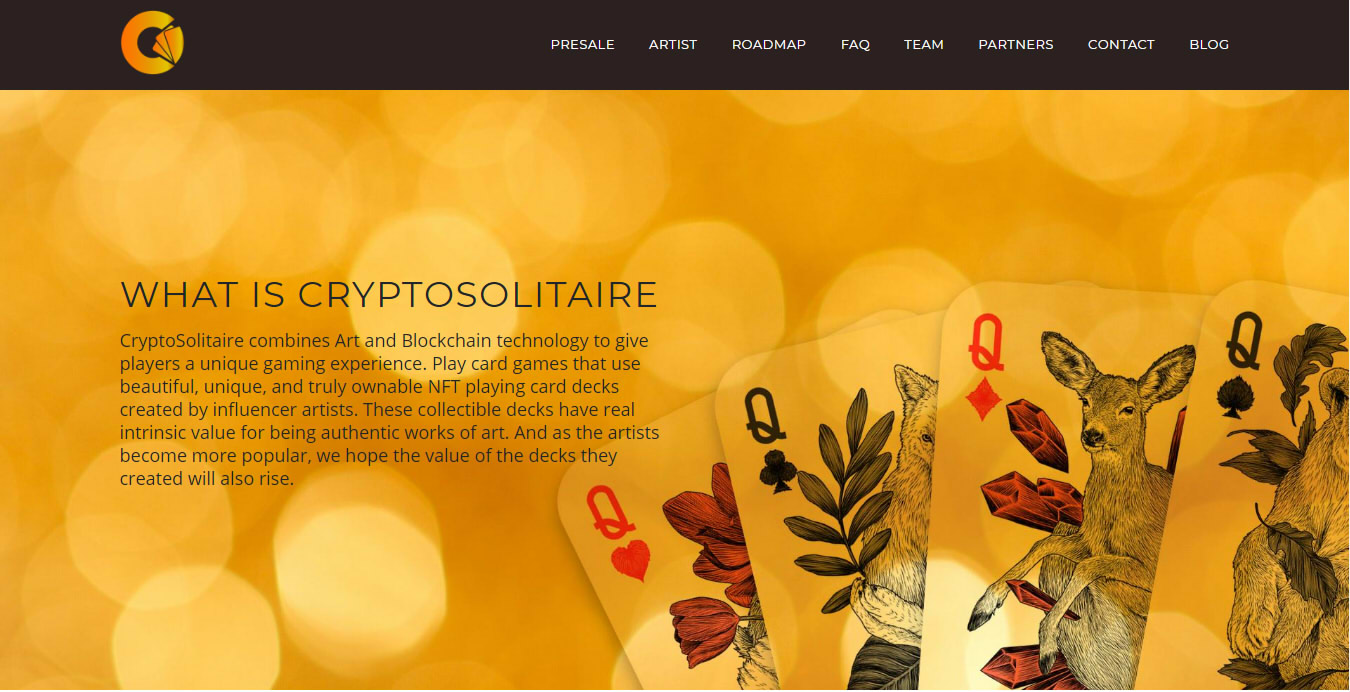 PRESALE ARTIST ROADMAP FAQ TEAM PARTNERS CONTACT BLOG
WHAT IS CRYPTOSOLITAIRE
CryptoSolitaire combines Art and Blockchain technology to give
players a unique gaming experience. Play card games that use
beautiful, unique, and truly ownable NFT playing card decks
created by influencer artists. These collectible decks have real
intrinsic value for being authentic works of art. And as the artists
become more popular, we hope the value of the decks they
created will also rise.
Q
Q
Q
Q